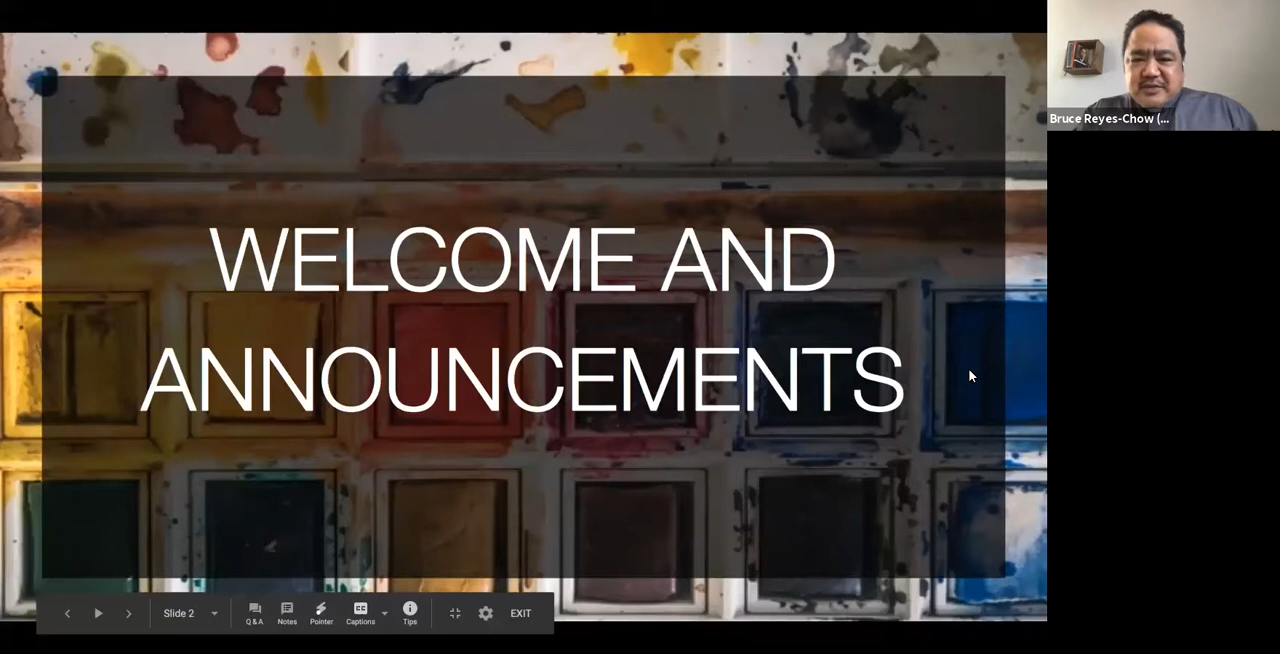 Bruce Reyes-Chow (...
WELCOME AND
ANNOUNCEMENTS
Slide 2
Q & A
Notes
Pointer
CC
Captions
Tips
EXIT